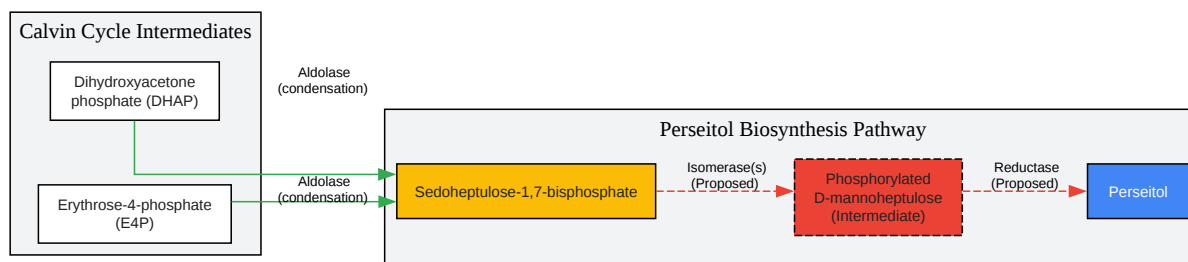 Calvin Cycle Intermediates
Dihydroxyacetone
phosphate (DHAP)
Erythrose-4-phosphate
(E4P)
Aldolase
(condensation)
Aldolase
(condensation)
Perseitol Biosynthesis Pathway
Sedoheptulose-1,7-bisphosphate
Isomerase(s)
(Proposed)
Phosphorylated
D-mannoheptulose
(Intermediate)
Reductase
(Proposed)
Perseitol